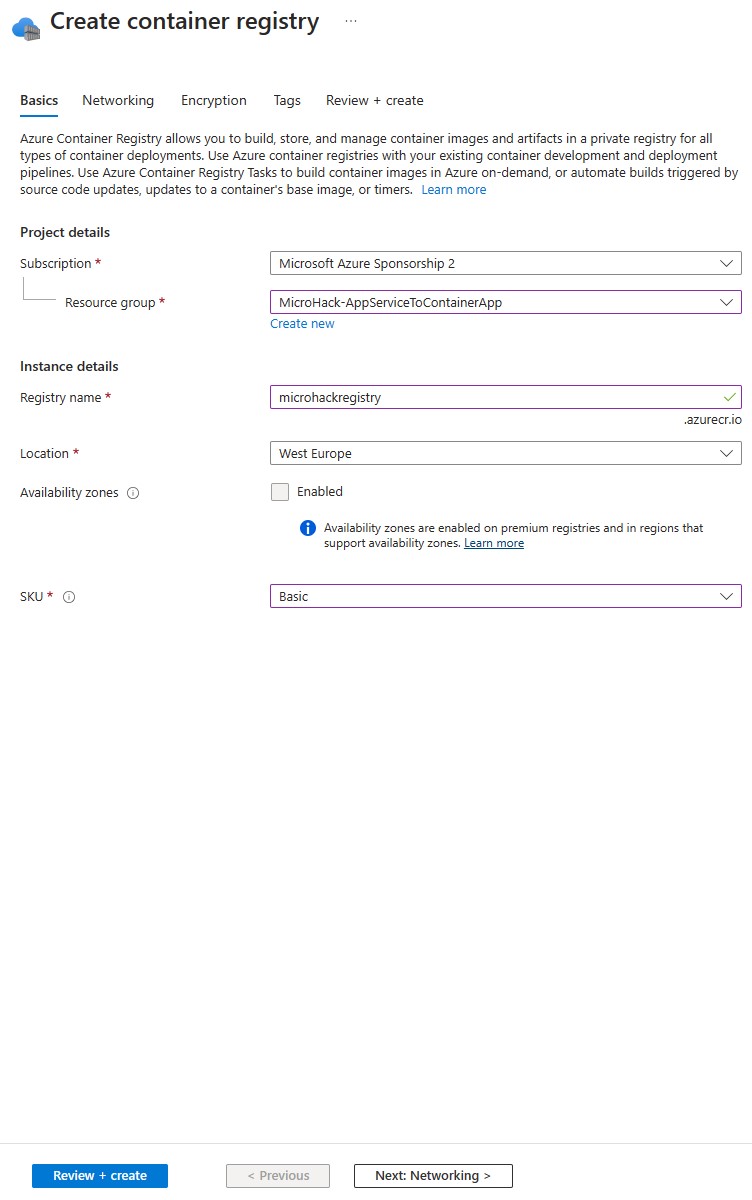 Create container registry ...
Basics Networking Encryption Tags Review + create
Azure Container Registry allows you to build, store, and manage container images and artifacts in a private registry for all
types of container deployments. Use Azure container registries with your existing container development and deployment
pipelines. Use Azure Container Registry Tasks to build container images in Azure on-demand, or automate builds triggered by
source code updates, updates to a container's base image, or timers. Learn more
Project details
Subscription * Microsoft Azure Sponsorship 2
Resource group * MicroHack-AppServiceToContainerApp
Create new
Instance details
Registry name * microhackregistry
.azurecr.io
Location * West Europe
Availability zones Enabled
Availability zones are enabled on premium registries and in regions that
support availability zones. Learn more
SKU * Basic
Review + create < Previous Next: Networking >